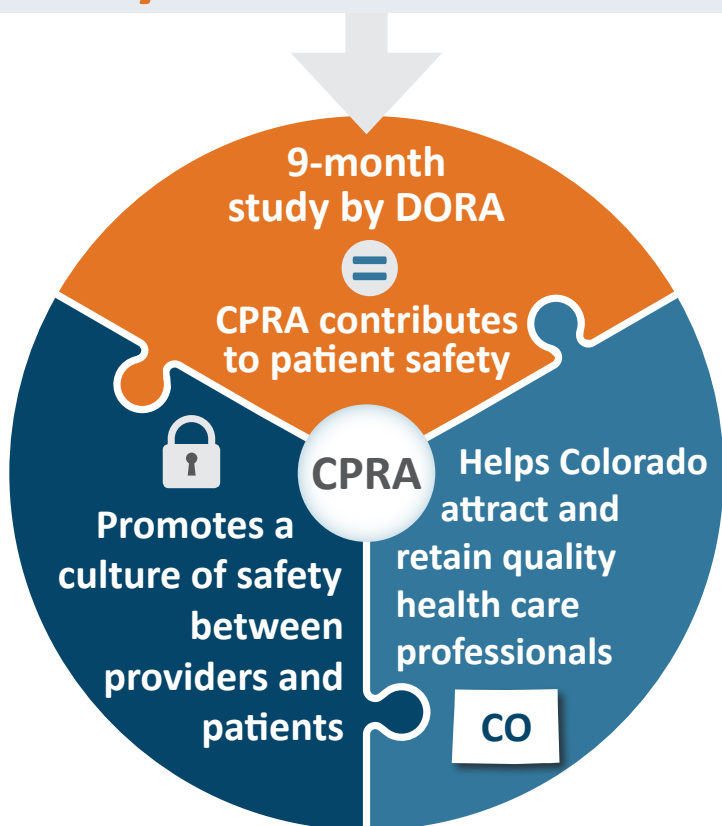 9-month
study by DORA
=
CPRA contributes
to patient safety
CPRA
Promotes a
culture of safety
between
providers and
patients
Helps Colorado
attract and
retain quality
health care
professionals
CO